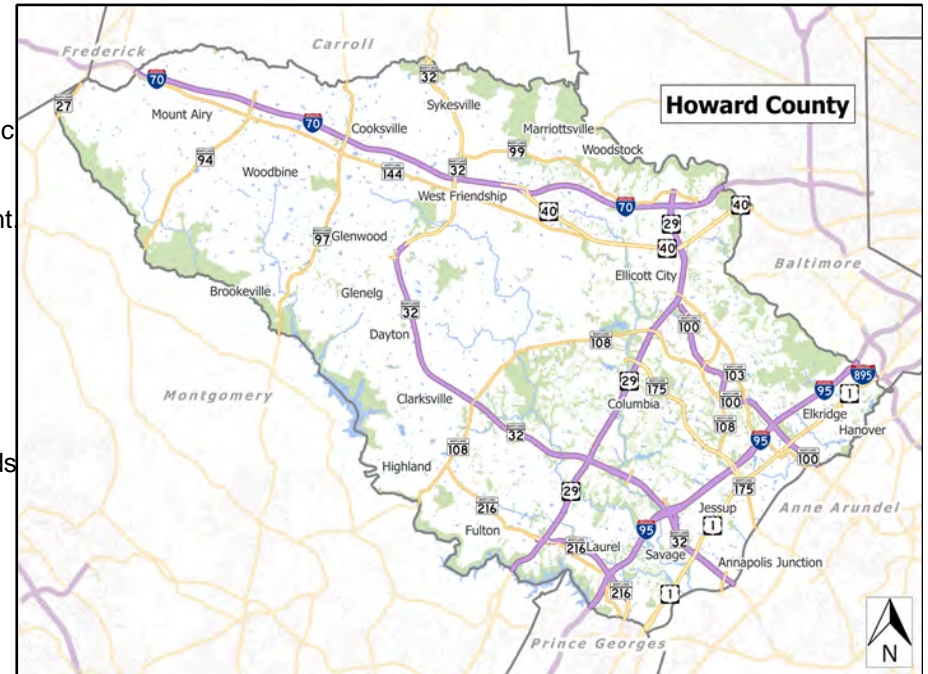 Frederick
Carroll
32
70
27
Mount Airy
Sykesville
Howard County
c
70
Cooksville
Marriottsville
94
99
Woodstock
Woodbine
144
32
West Friendship
70
40
29
40
t.
97
Glenwood
40
Ellicott City
Baltimore
Brookeville
Glenelg
32
100
Dayton
108
895
Montgomery
Clarksville
29
175
103
95
1
Columbia
100
Elkridge
108
32
108
95
Hanover
ls
Highland
100
29
175
216
Jessup
Anne Arundel
Fulton
95
1
216
Laurel
Savage
32
Annapolis Junction
216
1
Prince Georges
N